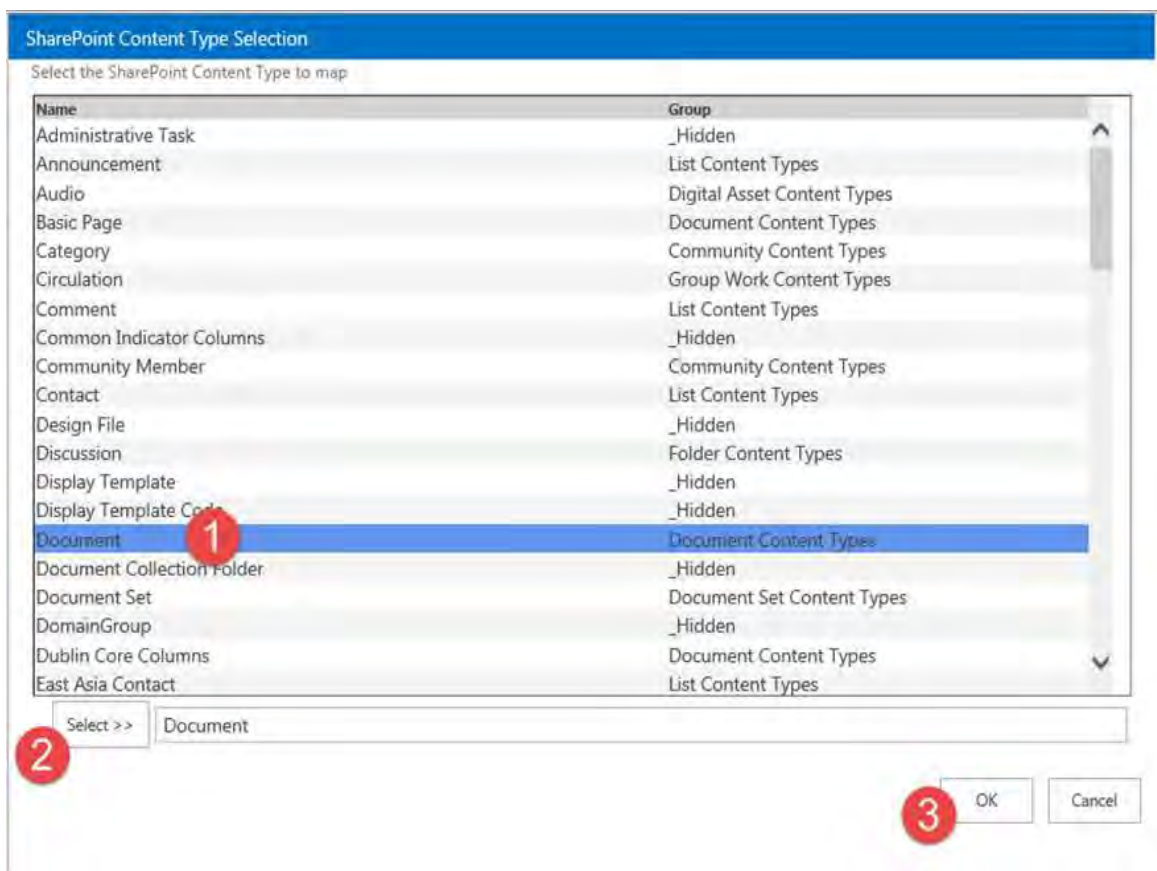 SharePoint Content Type Selection
Select the SharePoint Content Type to map
Name Group
Administrative Task _Hidden
Announcement List Content Types
Audio Digital Asset Content Types
Basic Page Document Content Types
Category Community Content Types
Circulation Group Work Content Types
Comment List Content Types
Common Indicator Columns _Hidden
Community Member Community Content Types
Contact List Content Types
Design File _Hidden
Discussion Folder Content Types
Display Template _Hidden
Display Template Code _Hidden
Document 1 Document Content Types
Document Collection Folder _Hidden
Document Set Document Set Content Types
DomainGroup _Hidden
Dublin Core Columns Document Content Types
East Asia Contact List Content Types
Select >> Document
2
3 OK Cancel